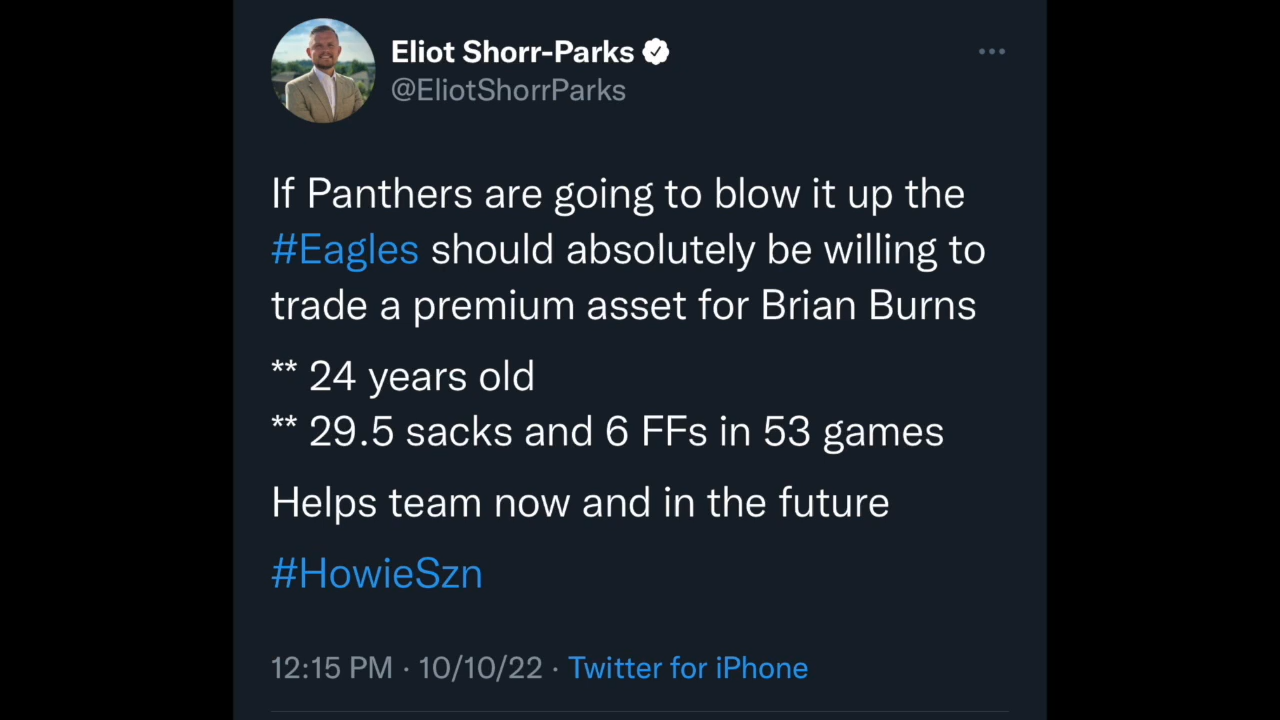 Eliot Shorr-Parks
@EliotShorrParks
If Panthers are going to blow it up the
#Eagles should absolutely be willing to
trade a premium asset for Brian Burns
** 24 years old
** 29.5 sacks and 6 FFs in 53 games
Helps team now and in the future
#HowieSzn
12:15 PM · 10/10/22 · Twitter for iPhone